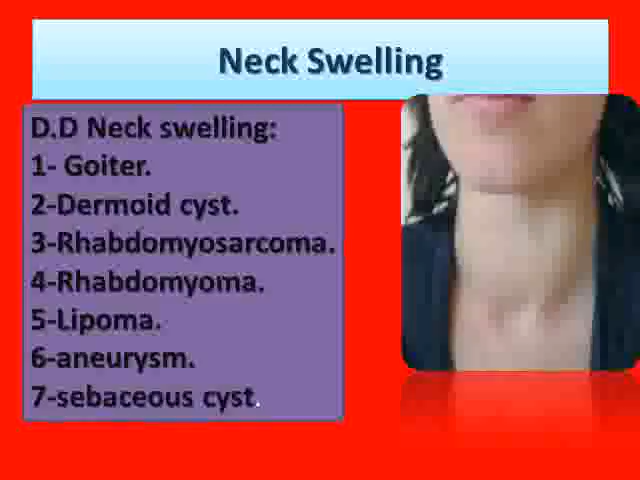 Neck Swelling
D.D Neck swelling:
1- Goiter.
2-Dermoid cyst.
3-Rhabdomyosarcoma.
4-Rhabdomyoma.
5-Lipoma.
6-aneurysm.
7-sebaceous cyst.